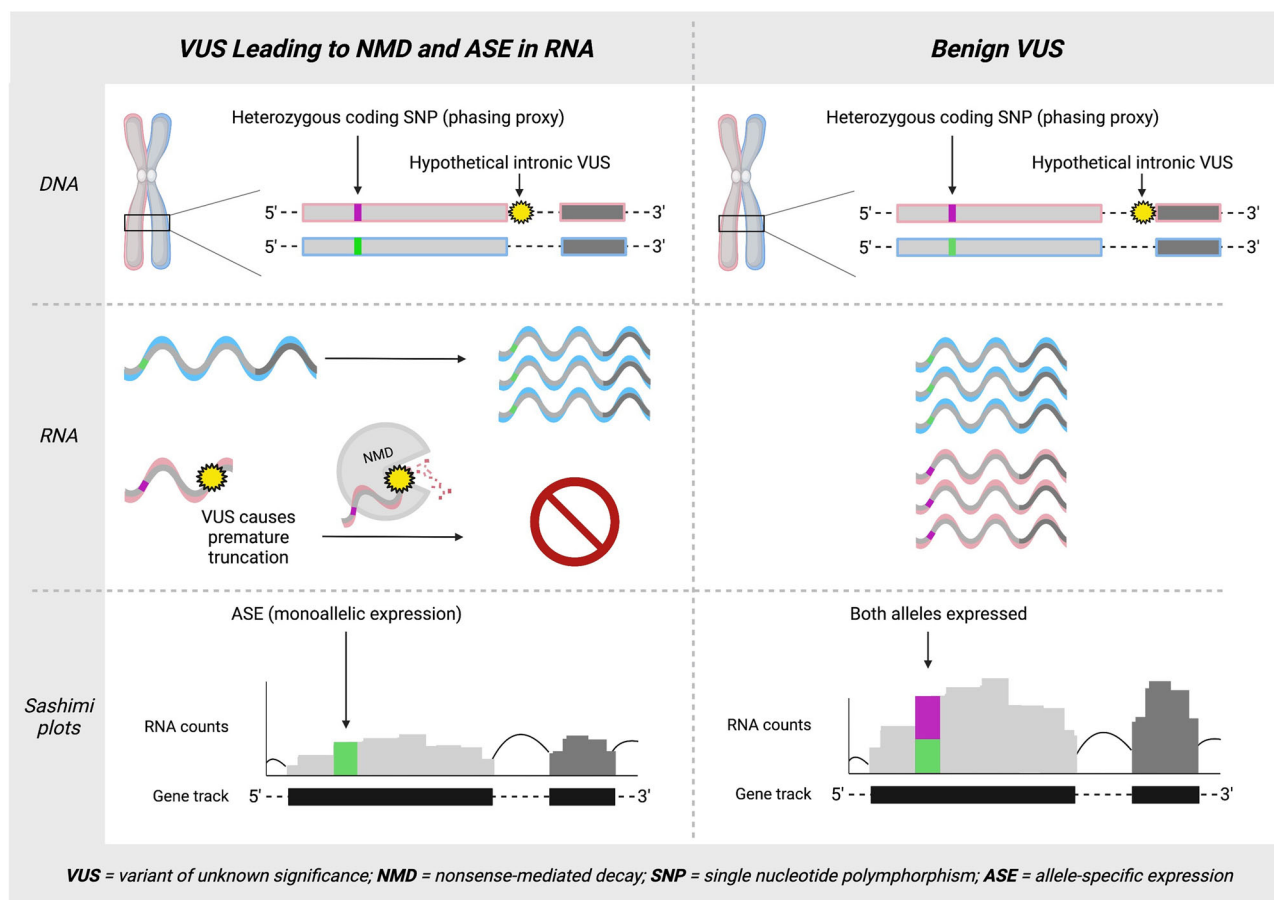 VUS Leading to NMD and ASE in RNA
Benign VUS
DNA
Heterozygous coding SNP (phasing proxy)
Hypothetical intronic VUS
5'
3'
5'
3'
Heterozygous coding SNP (phasing proxy)
Hypothetical intronic VUS
5'
3'
5'
3'
RNA
NMD
VUS causes
premature
truncation
Sashimi
plots
ASE (monoallelic expression)
RNA counts
Gene track
5'
3'
Both alleles expressed
RNA counts
Gene track
5'
3'
VUS = variant of unknown significance; NMD = nonsense-mediated decay; SNP = single nucleotide polymporphism; ASE = allele-specific expression